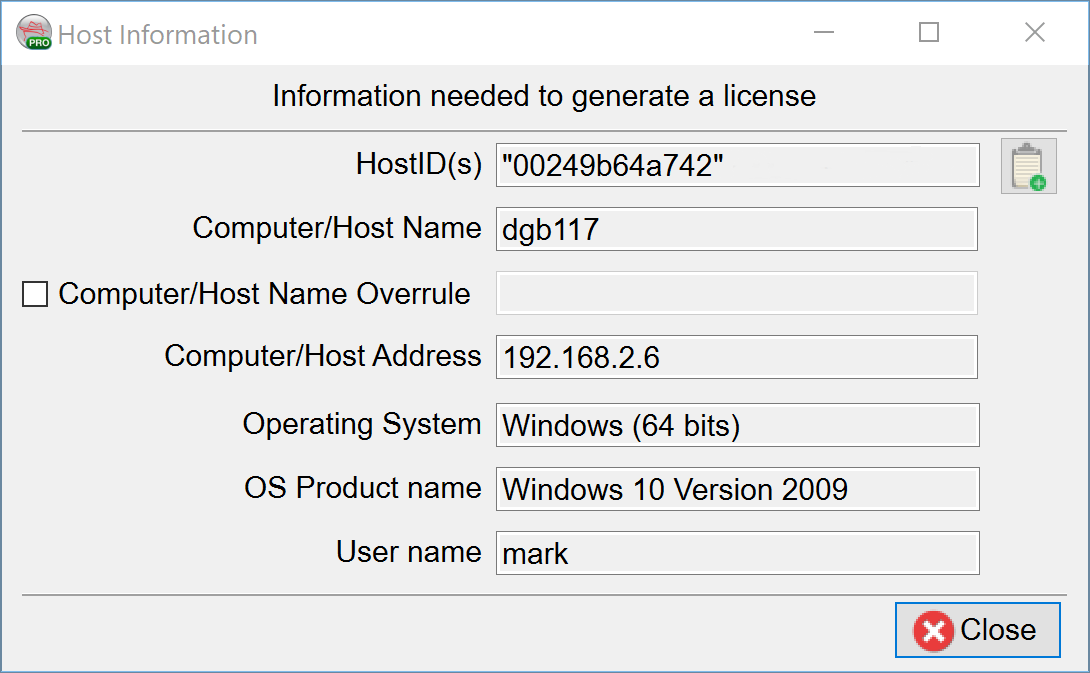 PRO Host Information
Information needed to generate a license
HostID(s) "00249b64a742"
Computer/Host Name dgb117
Computer/Host Name Overrule
Computer/Host Address 192.168.2.6
Operating System Windows (64 bits)
OS Product name Windows 10 Version 2009
User name mark
Close